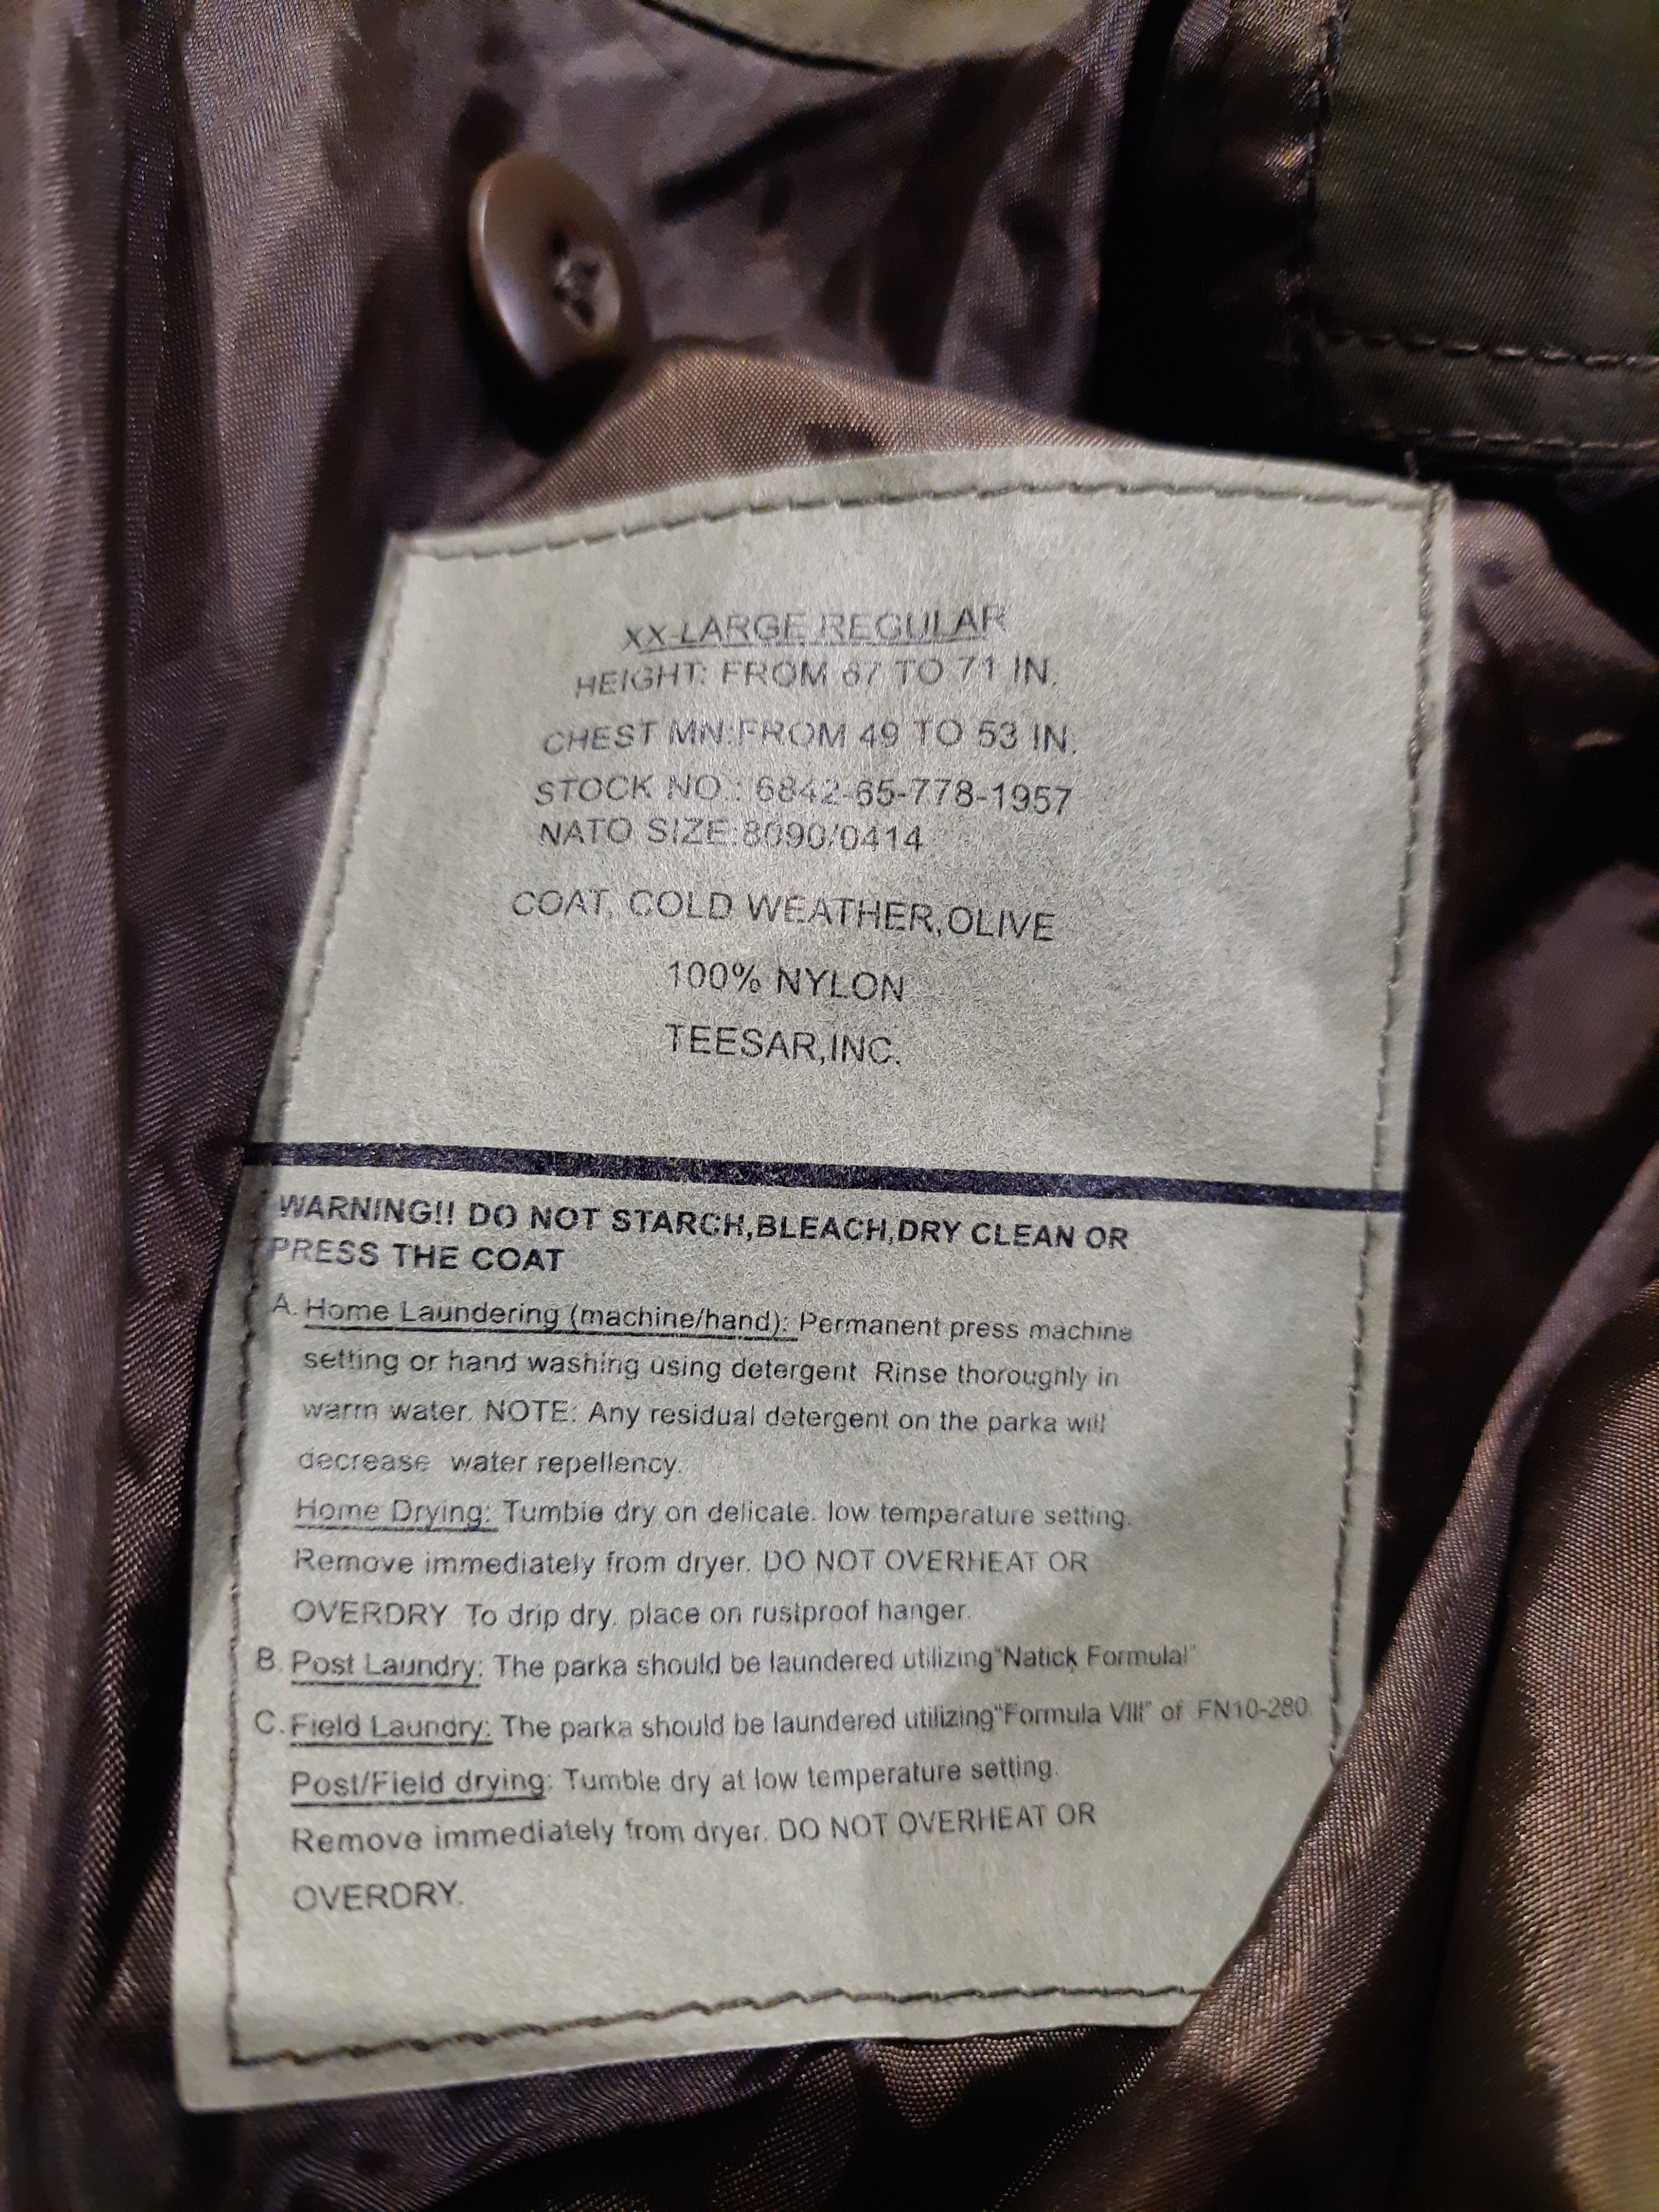 XX-LARGE REGULAR
HEIGHT: FROM 67 TO 71 IN.
CHEST MN:FROM 49 TO 53 IN.
STOCK NO.: 6842-65-778-1957
NATO SIZE:8090/0414
COAT, COLD WEATHER,OLIVE
100% NYLON
TEESAR,INC.
WARNING!! DO NOT STARCH,BLEACH,DRY CLEAN OR
PRESS THE COAT
A. Home Laundering (machine/hand): Permanent press machine
setting or hand washing using detergent Rinse thoroughly in
warm water. NOTE: Any residual detergent on the parka will
decrease water repellency.
Home Drying: Tumble dry on delicate. low temperature setting.
Remove immediately from dryer. DO NOT OVERHEAT OR
OVERDRY To drip dry. place on rustproof hanger.
B. Post Laundry: The parka should be laundered utilizing"Natick FormulaI"
C. Field Laundry: The parka should be laundered utilizing"Formula VIII" of FN10-280.
Post/Field drying: Tumble dry at low temperature setting.
Remove immediately from dryer. DO NOT OVERHEAT OR
OVERDRY.